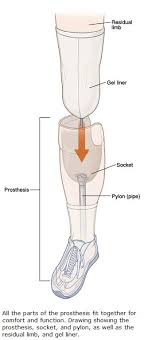 Residual
limb
Gel liner
Socket
Prosthesis
Pylon (pipe)
All the parts of the prosthesis fit together for
comfort and function. Drawing showing the
prosthesis, socket, and pylon, as well as the
residual limb, and gel liner.